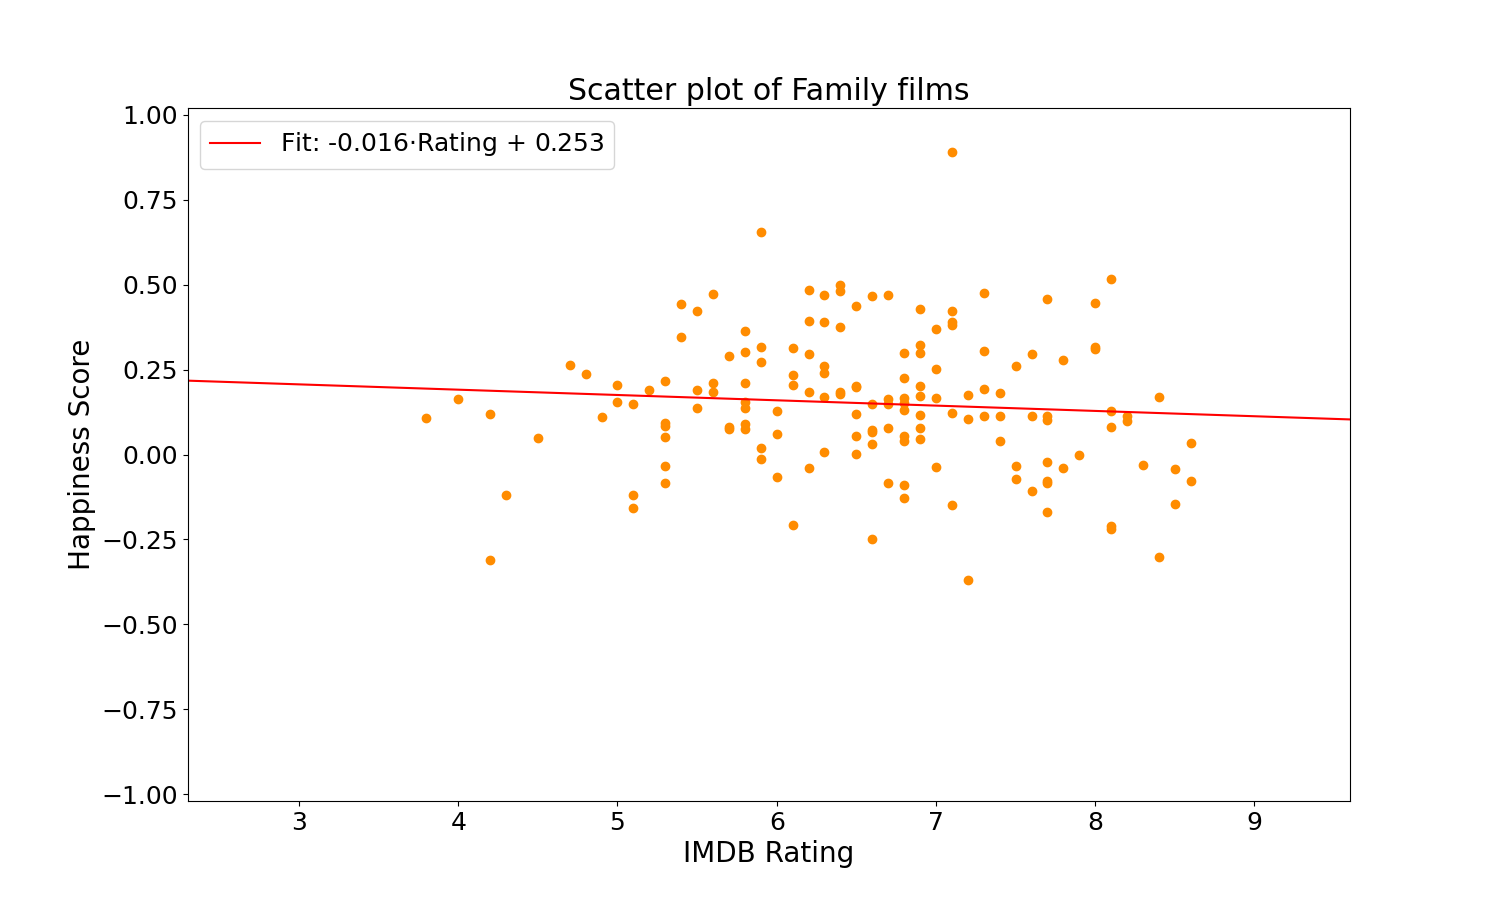 Scatter plot of Family films
Fit: -0.016·Rating + 0.253
1.00
0.75
0.50
0.25
0.00
−0.25
−0.50
−0.75
−1.00
Happiness Score
3 4 5 6 7 8 9
IMDB Rating